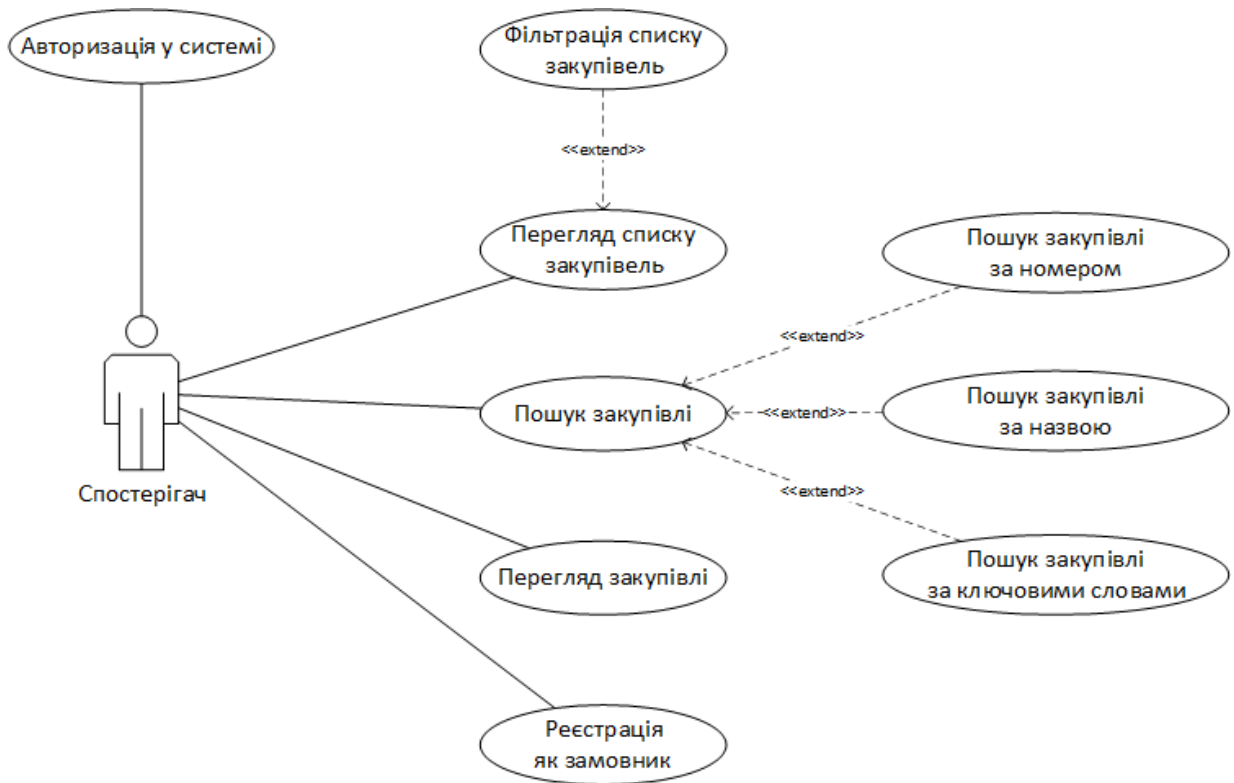 Авторизація у системі
Фільтрація списку
закупівель
<<extend>>
Перегляд списку
закупівель
Пошук закупівлі
за номером
<<extend>>
Пошук закупівлі
<<extend>>
Пошук закупівлі
за назвою
Спостерігач
<<extend>>
Перегляд закупівлі
Пошук закупівлі
за ключовими словами
Реєстрація
як замовник